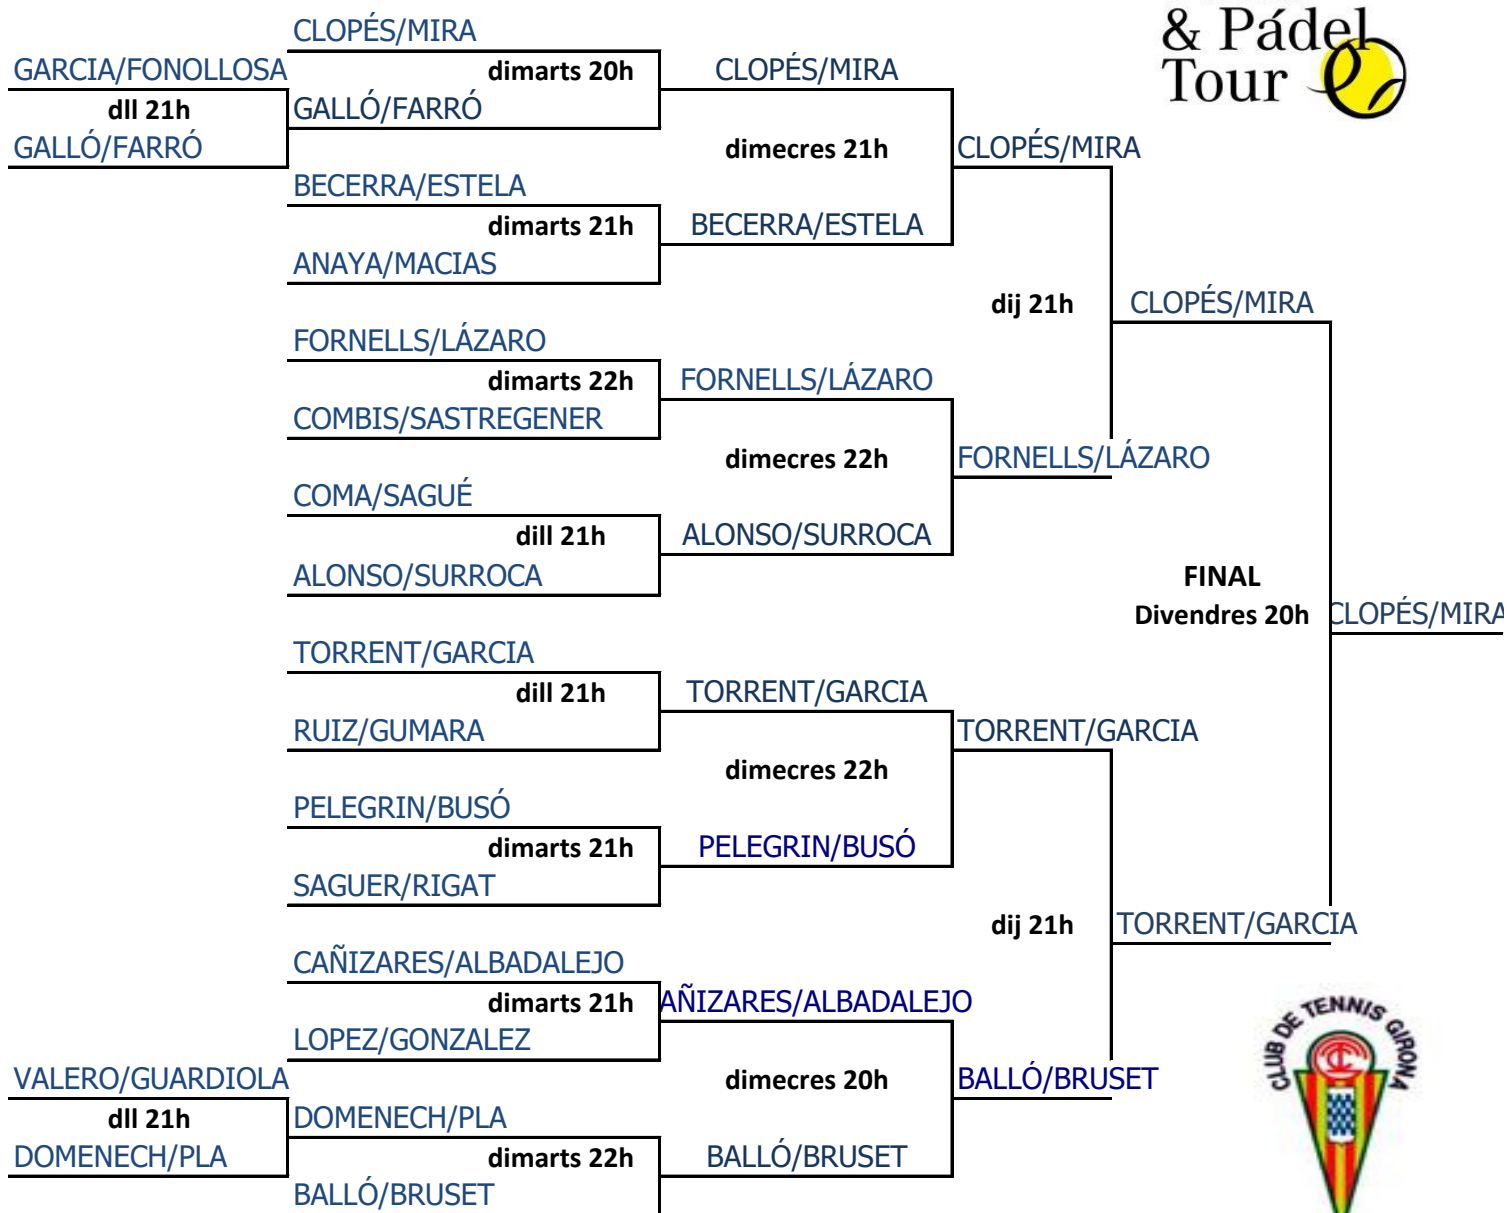 & Pádel
Tour
CLOPÉS/MIRA
GARCIA/FONOLLOSA
dimarts 20h
CLOPÉS/MIRA
dll 21h
GALLÓ/FARRÓ
GALLÓ/FARRÓ
dimecres 21h
CLOPÉS/MIRA
BECERRA/ESTELA
dimarts 21h
BECERRA/ESTELA
ANAYA/MACIAS
dij 21h
CLOPÉS/MIRA
FORNELLS/LÁZARO
dimarts 22h
FORNELLS/LÁZARO
COMBIS/SASTREGENER
dimecres 22h
FORNELLS/LÁZARO
COMA/SAGUÉ
dill 21h
ALONSO/SURROCA
ALONSO/SURROCA
FINAL
Divendres 20h
CLOPÉS/MIRA
TORRENT/GARCIA
dill 21h
TORRENT/GARCIA
RUIZ/GUMARA
TORRENT/GARCIA
dimecres 22h
PELEGRIN/BUSÓ
dimarts 21h
PELEGRIN/BUSÓ
SAGUER/RIGAT
dij 21h
TORRENT/GARCIA
CAÑIZARES/ALBADALEJO
dimarts 21h
AÑIZARES/ALBADALEJO
LOPEZ/GONZALEZ
CLUB DE TENNIS GIRONA
VALERO/GUARDIOLA
dimecres 20h
BALLÓ/BRUSET
dll 21h
DOMENECH/PLA
DOMENECH/PLA
dimarts 22h
BALLÓ/BRUSET
BALLÓ/BRUSET